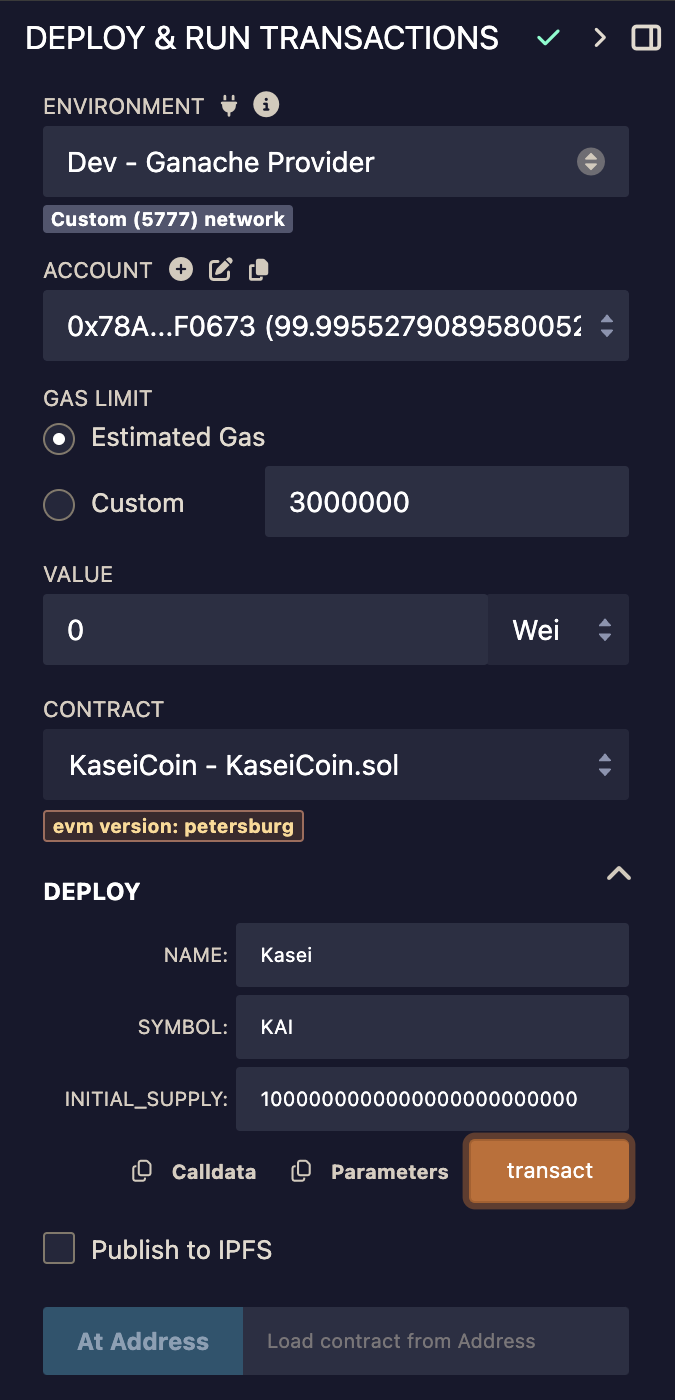 DEPLOY & RUN TRANSACTIONS
ENVIRONMENT
Dev - Ganache Provider
Custom (5777) network
ACCOUNT
0x78A...F0673 (99.9955279089580052
GAS LIMIT
Estimated Gas
Custom 3000000
VALUE
0 Wei
CONTRACT
KaseiCoin - KaseiCoin.sol
evm version: petersburg
DEPLOY
NAME: Kasei
SYMBOL: KAI
INITIAL_SUPPLY: 1000000000000000000000000
Calldata Parameters transact
Publish to IPFS
At Address Load contract from Address